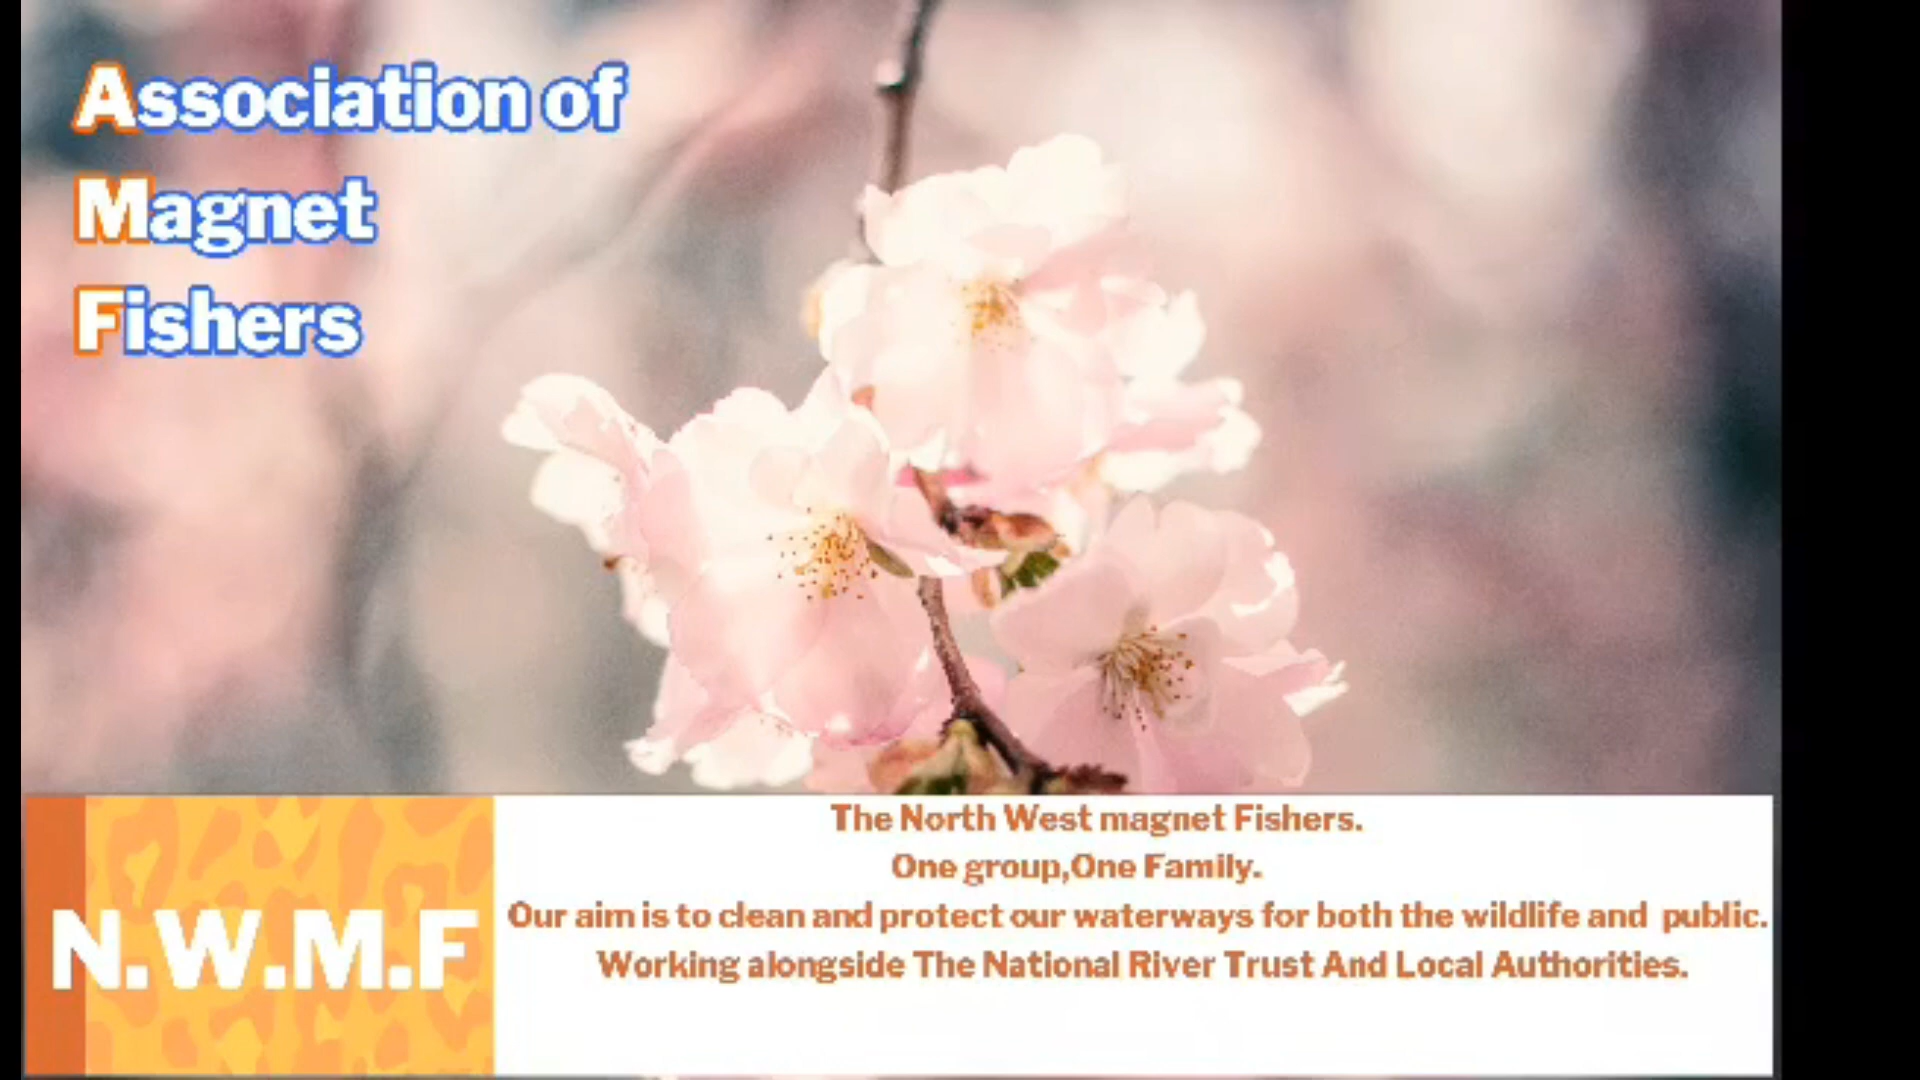 Association of
Magnet
Fishers
N.W.M.F
The North West magnet Fishers.
One group,One Family.
Our aim is to clean and protect our waterways for both the wildlife and public.
Working alongside The National River Trust And Local Authorities.